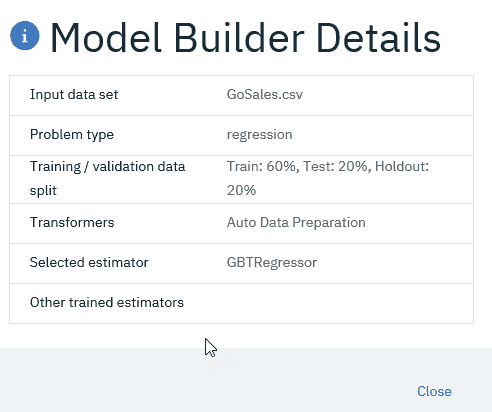 i Model Builder Details
Input data set GoSales.csv
Problem type regression
Training / validation data Train: 60%, Test: 20%, Holdout:
split 20%
Transformers Auto Data Preparation
Selected estimator GBTRegressor
Other trained estimators
Close